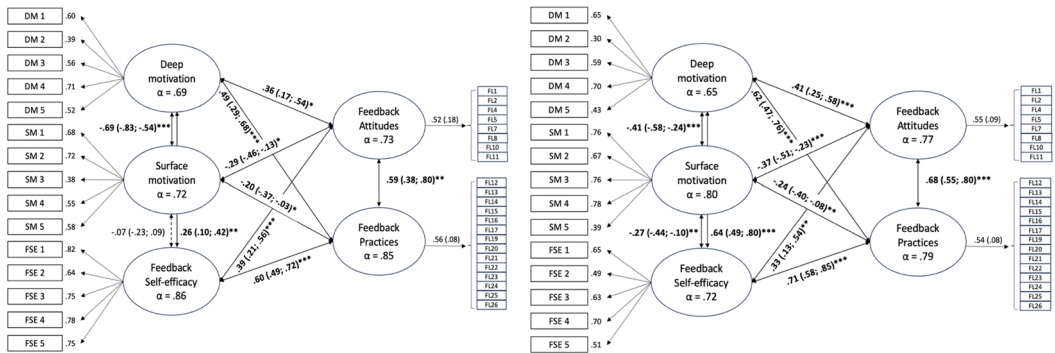 DM 1 .60
DM 2 .39
DM 3 .56
DM 4 .71
DM 5 .52
SM 1 .68
SM 2 .72
SM 3 .38
SM 4 .55
SM 5 .58
FSE 1 .82
FSE 2 .64
FSE 3 .75
FSE 4 .78
FSE 5 .75
Deep
motivation
α = .69
-.69 (-.83; -.54)***
Surface
motivation
α = .72
-.07 (-.23; .09)
.26 (.10; .42)**
Feedback
Self-efficacy
α = .86
.36 (.17; .54)*
.49 (.29; .68)***
-.29 (-.46; -.13)*
-.20 (-.37; -.03)*
.39 (.21; .56)***
.60 (.49; .72)***
Feedback
Attitudes
α = .73
.59 (.38; .80)**
Feedback
Practices
α = .85
.52 (.18)
.56 (.08)
FL1
FL2
FL4
FL5
FL7
FL8
FL10
FL11
FL12
FL13
FL14
FL15
FL16
FL17
FL19
FL20
FL21
FL22
FL23
FL24
FL25
FL26
DM 1 .65
DM 2 .30
DM 3 .59
DM 4 .70
DM 5 .43
SM 1 .76
SM 2 .67
SM 3 .76
SM 4 .78
SM 5 .39
FSE 1 .65
FSE 2 .49
FSE 3 .63
FSE 4 .70
FSE 5 .51
Deep
motivation
α = .65
-.41 (-.58; -.24)***
Surface
motivation
α = .80
-.27 (-.44; -.10)**
.64 (.49; .80)***
Feedback
Self-efficacy
α = .72
.41 (.25; .58)***
.62 (.47; .76)***
-.37 (-.51; -.23)***
-.24 (-.40; -.08)**
.33 (.13; .54)**
.71 (.58; .85)***
Feedback
Attitudes
α = .77
.68 (.55; .80)***
Feedback
Practices
α = .79
.55 (.09)
.54 (.08)
FL1
FL2
FL4
FL5
FL7
FL8
FL10
FL11
FL12
FL13
FL14
FL15
FL16
FL17
FL19
FL20
FL21
FL22
FL23
FL24
FL25
FL26